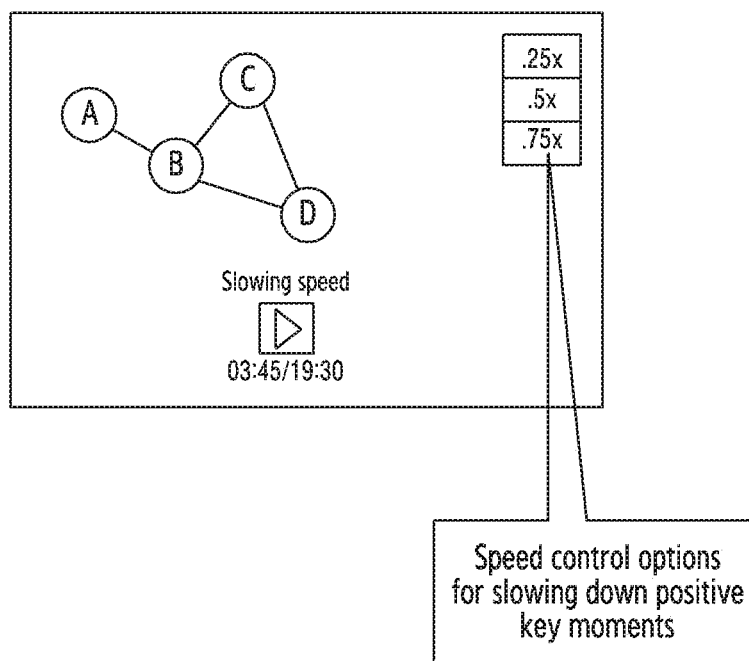 A
B
C
D
.25x
.5x
.75x
Slowing speed
03:45/19:30
Speed control options
for slowing down positive
key moments